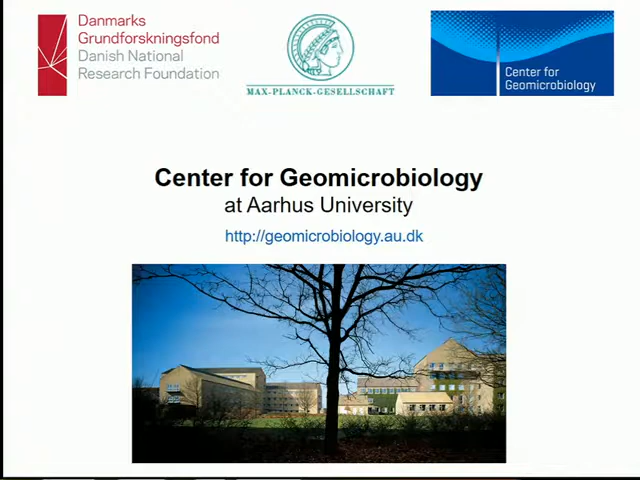 Danmarks
Grundforskningsfond
Danish National
Research Foundation
MAX-PLANCK-GESELLSCHAFT
Center for
Geomicrobiology
Center for Geomicrobiology
at Aarhus University
http://geomicrobiology.au.dk